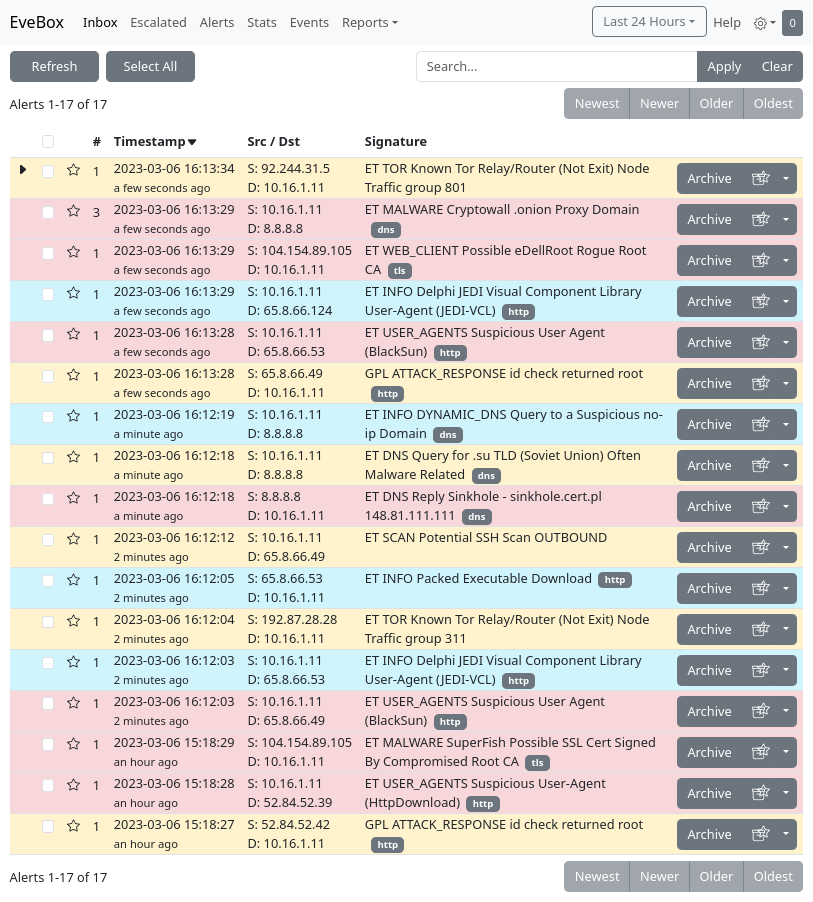 EveBox Inbox Escalated Alerts Stats Events Reports Last 24 Hours Help 0
Refresh Select All Search... Apply Clear
Alerts 1-17 of 17 Newest Newer Older Oldest
# Timestamp Src / Dst Signature
1 2023-03-06 16:13:34 S: 92.244.31.5 ET TOR Known Tor Relay/Router (Not Exit) Node Archive
a few seconds ago D: 10.16.1.11 Traffic group 801
3 2023-03-06 16:13:29 S: 10.16.1.11 ET MALWARE Cryptowall .onion Proxy Domain Archive
a few seconds ago D: 8.8.8.8 dns
1 2023-03-06 16:13:29 S: 104.154.89.105 ET WEB_CLIENT Possible eDellRoot Rogue Root Archive
a few seconds ago D: 10.16.1.11 CA tls
1 2023-03-06 16:13:29 S: 10.16.1.11 ET INFO Delphi JEDI Visual Component Library Archive
a few seconds ago D: 65.8.66.124 User-Agent (JEDI-VCL) http
1 2023-03-06 16:13:28 S: 10.16.1.11 ET USER_AGENTS Suspicious User Agent Archive
a few seconds ago D: 65.8.66.53 (BlackSun) http
1 2023-03-06 16:13:28 S: 65.8.66.49 GPL ATTACK_RESPONSE id check returned root Archive
a few seconds ago D: 10.16.1.11 http
1 2023-03-06 16:12:19 S: 10.16.1.11 ET INFO DYNAMIC_DNS Query to a Suspicious no- Archive
a minute ago D: 8.8.8.8 ip Domain dns
1 2023-03-06 16:12:18 S: 10.16.1.11 ET DNS Query for .su TLD (Soviet Union) Often Archive
a minute ago D: 8.8.8.8 Malware Related dns
1 2023-03-06 16:12:18 S: 8.8.8.8 ET DNS Reply Sinkhole - sinkhole.cert.pl Archive
a minute ago D: 10.16.1.11 148.81.111.111 dns
1 2023-03-06 16:12:12 S: 10.16.1.11 ET SCAN Potential SSH Scan OUTBOUND Archive
2 minutes ago D: 65.8.66.49
1 2023-03-06 16:12:05 S: 65.8.66.53 ET INFO Packed Executable Download http Archive
2 minutes ago D: 10.16.1.11
1 2023-03-06 16:12:04 S: 192.87.28.28 ET TOR Known Tor Relay/Router (Not Exit) Node Archive
2 minutes ago D: 10.16.1.11 Traffic group 311
1 2023-03-06 16:12:03 S: 10.16.1.11 ET INFO Delphi JEDI Visual Component Library Archive
2 minutes ago D: 65.8.66.53 User-Agent (JEDI-VCL) http
1 2023-03-06 16:12:03 S: 10.16.1.11 ET USER_AGENTS Suspicious User Agent Archive
2 minutes ago D: 65.8.66.49 (BlackSun) http
1 2023-03-06 15:18:29 S: 104.154.89.105 ET MALWARE SuperFish Possible SSL Cert Signed Archive
an hour ago D: 10.16.1.11 By Compromised Root CA tls
1 2023-03-06 15:18:28 S: 10.16.1.11 ET USER_AGENTS Suspicious User-Agent Archive
an hour ago D: 52.84.52.39 (HttpDownload) http
1 2023-03-06 15:18:27 S: 52.84.52.42 GPL ATTACK_RESPONSE id check returned root Archive
an hour ago D: 10.16.1.11 http
Alerts 1-17 of 17 Newest Newer Older Oldest